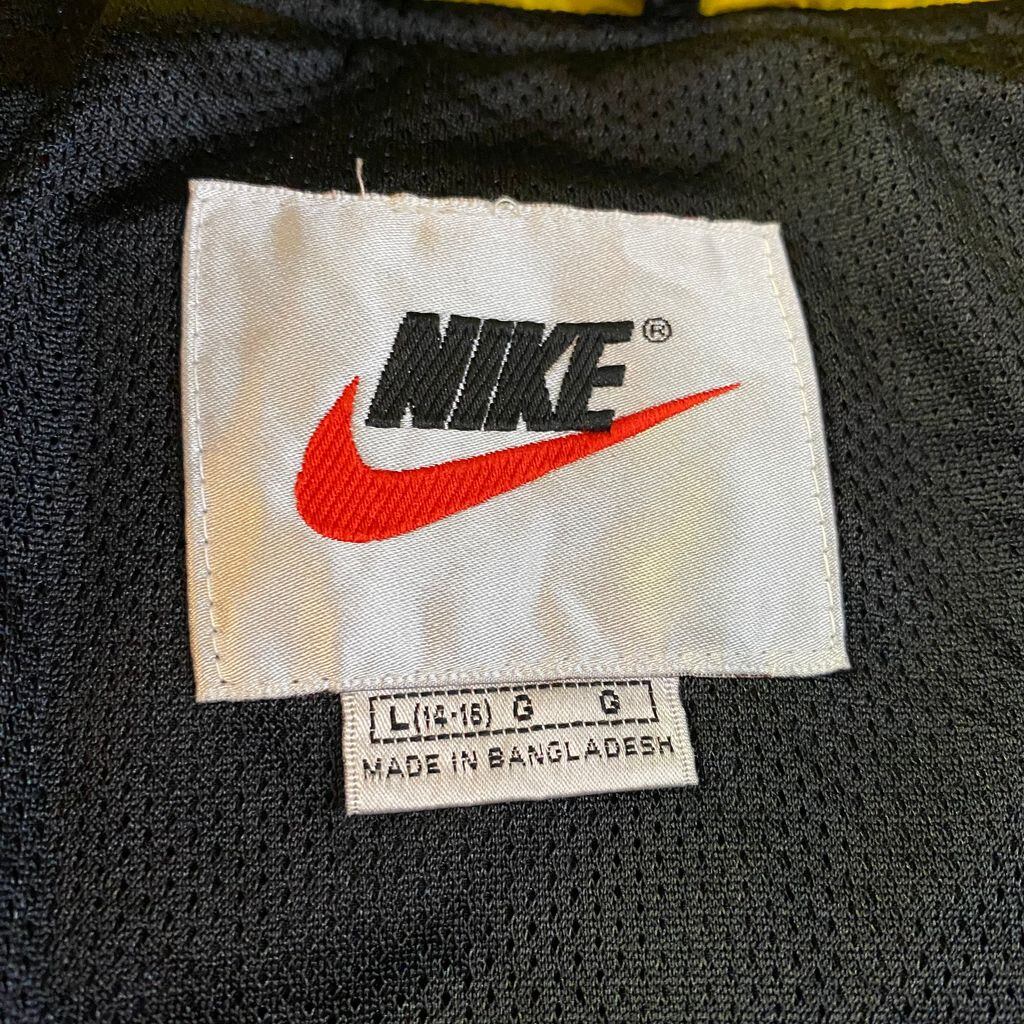 NIKE®
L(14-16) G G
MADE IN BANGLADESH